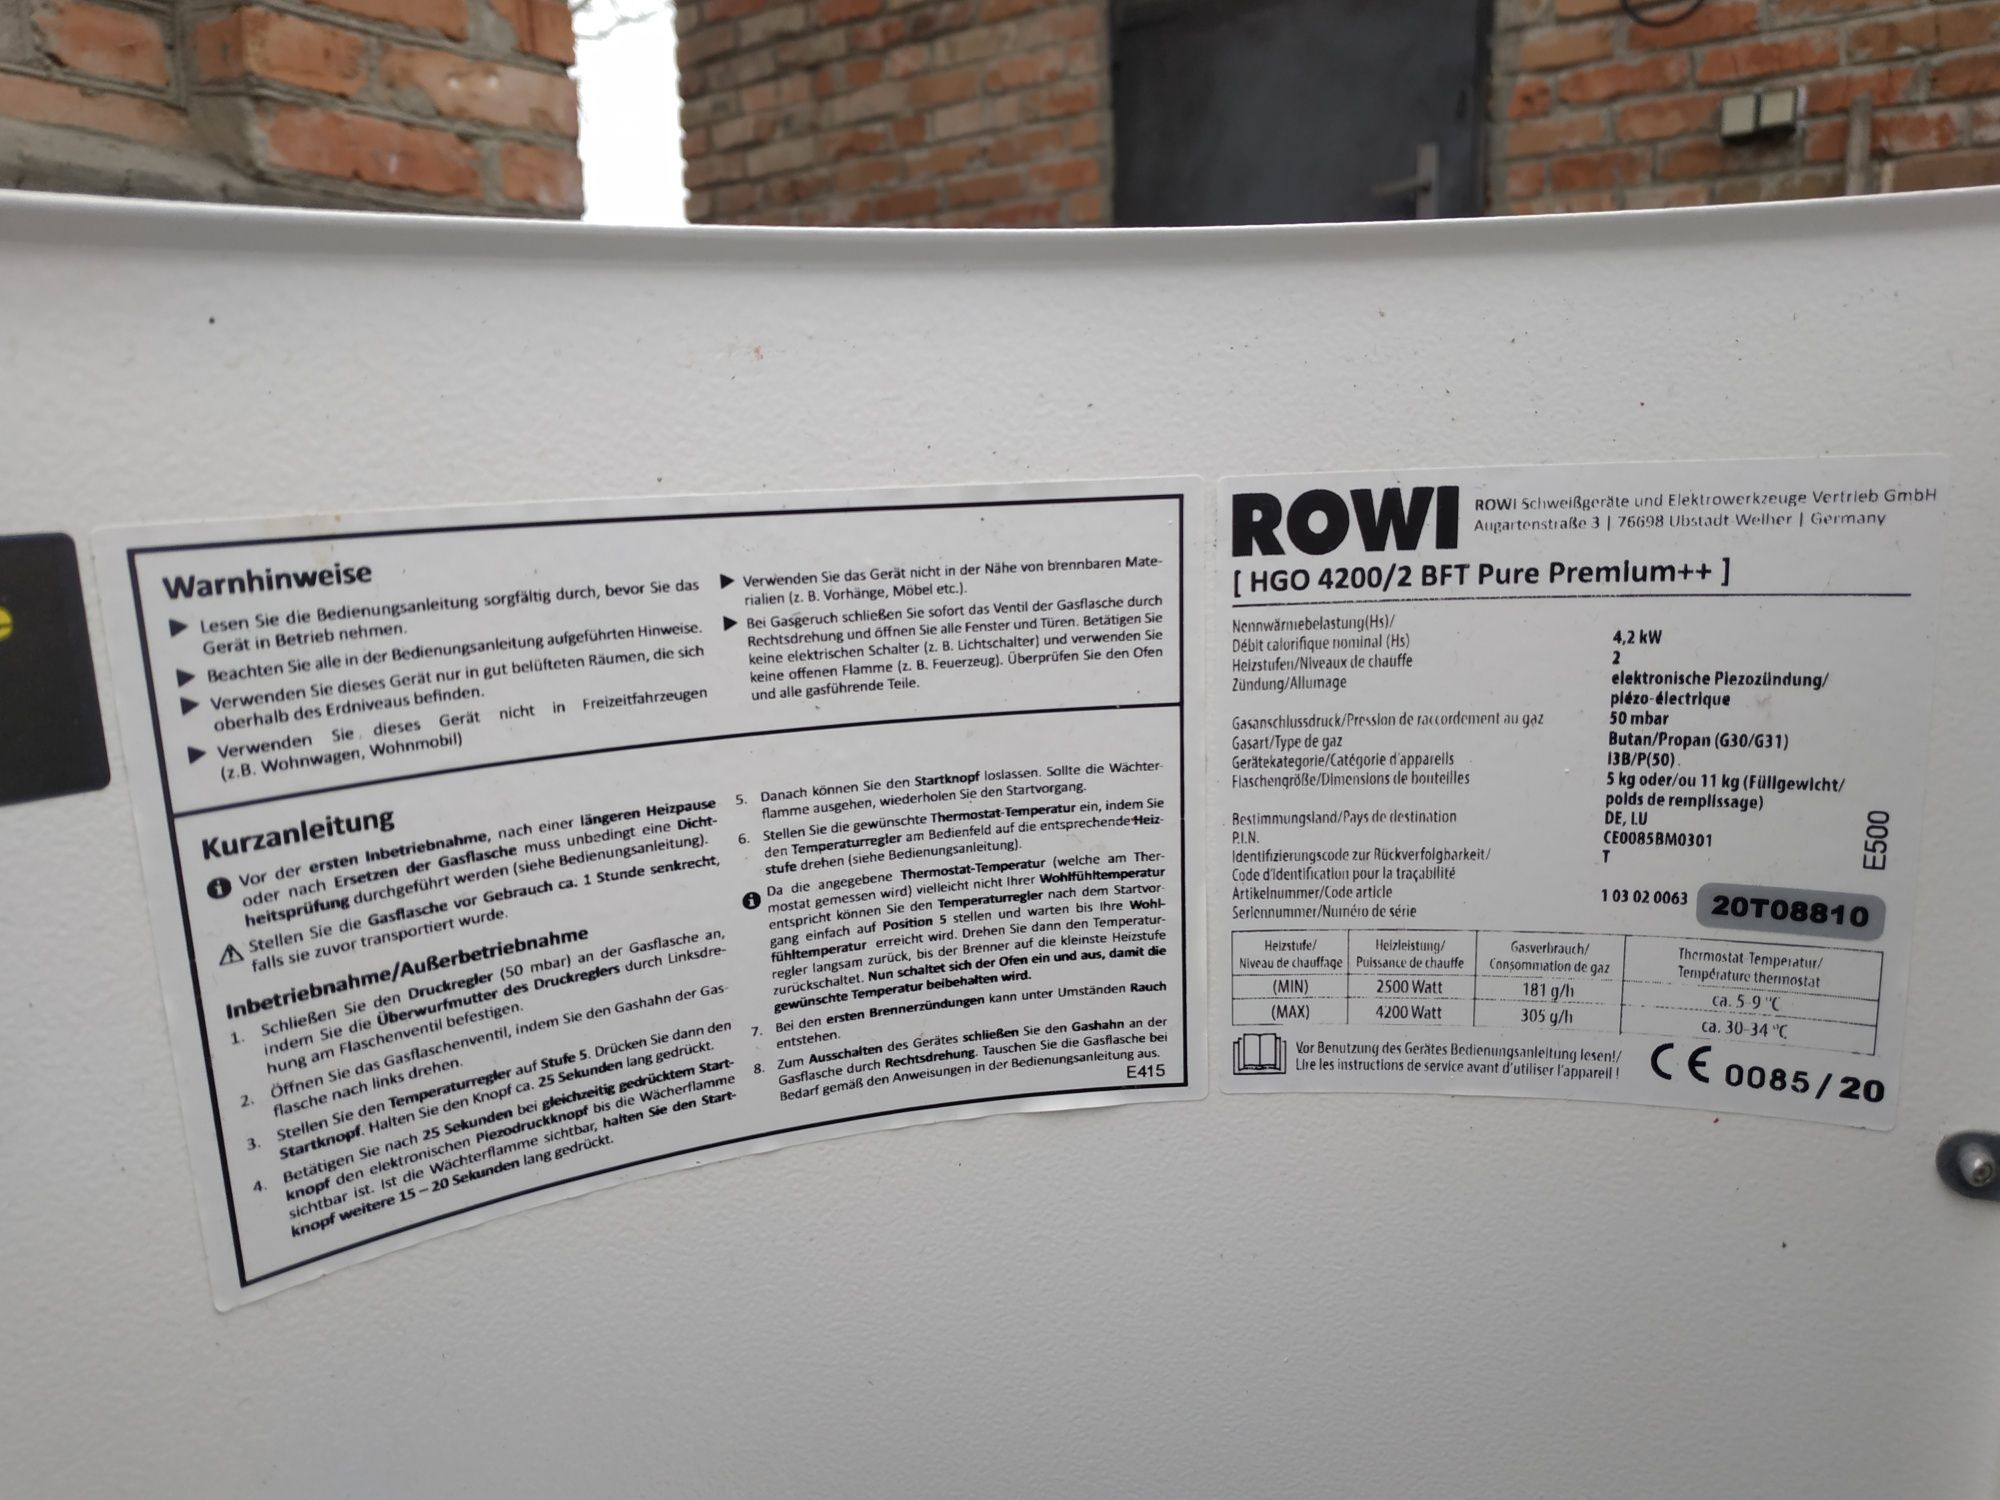 Warnhinweise
Lesen Sie die Bedienungsanleitung sorgfältig durch, bevor Sie das
Gerät in Betrieb nehmen.
Beachten Sie alle in der Bedienungsanleitung aufgeführten Hinweise.
Verwenden Sie dieses Gerät nur in gut belüfteten Räumen, die sich
oberhalb des Erdniveaus befinden.
Verwenden Sie dieses Gerät nicht in Freizeitfahrzeugen
(z.B. Wohnwagen, Wohnmobil)
Verwenden Sie das Gerät nicht in der Nähe von brennbaren Mate-
rialien (z. B. Vorhänge, Möbel etc.).
Bei Gasgeruch schließen Sie sofort das Ventil der Gasflasche durch
Rechtsdrehung und öffnen Sie alle Fenster und Türen. Betätigen Sie
keine elektrischen Schalter (z. B. Lichtschalter) und verwenden Sie
keine offenen Flamme (z. B. Feuerzeug). Überprüfen Sie den Ofen
und alle gasführende Teile.
Kurzanleitung
Vor der ersten Inbetriebnahme, nach einer längeren Heizpause
oder nach Ersetzen der Gasflasche muss unbedingt eine Dicht-
heitsprüfung durchgeführt werden (siehe Bedienungsanleitung).
Stellen Sie die Gasflasche vor Gebrauch ca. 1 Stunde senkrecht,
falls sie zuvor transportiert wurde.
Inbetriebnahme/Außerbetriebnahme
1. Schließen Sie den Druckregler (50 mbar) an der Gasflasche an,
indem Sie die Überwurfmutter des Druckreglers durch Linksdre-
hung am Flaschenventil befestigen.
2. Öffnen Sie das Gasflaschenventil, indem Sie den Gashahn der Gas-
flasche nach links drehen.
3. Stellen Sie den Temperaturregler auf Stufe 5. Drücken Sie dann den
Startknopf. Halten Sie den Knopf ca. 25 Sekunden lang gedrückt.
4. Betätigen Sie nach 25 Sekunden bei gleichzeitig gedrücktem Start-
knopf den elektronischen Piezodruckknopf bis die Wächerflamme
sichtbar ist. Ist die Wächterflamme sichtbar, halten Sie den Start-
knopf weitere 15 – 20 Sekunden lang gedrückt.
5. Danach können Sie den Startknopf loslassen. Sollte die Wächter-
flamme ausgehen, wiederholen Sie den Startvorgang.
6. Stellen Sie die gewünschte Thermostat-Temperatur ein, indem Sie
den Temperaturregler am Bedienfeld auf die entsprechende Heiz-
stufe drehen (siehe Bedienungsanleitung).
Da die angegebene Thermostat-Temperatur (welche am Ther-
mostat gemessen wird) vielleicht nicht Ihrer Wohlfühltemperatur
entspricht können Sie den Temperaturregler nach dem Startvor-
gang einfach auf Position 5 stellen und warten bis Ihre Wohl-
fühltemperatur erreicht wird. Drehen Sie dann den Temperatur-
regler langsam zurück, bis der Brenner auf die kleinste Heizstufe
zurückschaltet. Nun schaltet sich der Ofen ein und aus, damit die
gewünschte Temperatur beibehalten wird.
7. Bei den ersten Brennerzündungen kann unter Umständen Rauch
entstehen.
8. Zum Ausschalten des Gerätes schließen Sie den Gashahn an der
Gasflasche durch Rechtsdrehung. Tauschen Sie die Gasflasche bei
Bedarf gemäß den Anweisungen in der Bedienungsanleitung aus.
E415
ROWI
ROWI Schweißgeräte und Elektrowerkzeuge Vertrieb GmbH
Augartenstraße 3 | 76698 Ubstadt-Weiher | Germany
[ HGO 4200/2 BFT Pure Premium++ ]
Nennwärmebelastung(Hs)/
Débit calorifique nominal (Hs) 4,2 kW
Heizstufen/Niveaux de chauffe 2
Zündung/Allumage elektronische Piezozündung/
piézo-électrique
Gasanschlussdruck/Pression de raccordement au gaz 50 mbar
Gasart/Type de gaz Butan/Propan (G30/G31)
Gerätekategorie/Catégorie d'appareils I3B/P(50)
Flaschengröße/Dimensions de bouteilles 5 kg oder/ou 11 kg (Füllgewicht/
poids de remplissage)
Bestimmungsland/Pays de destination DE, LU
P.I.N. CE0085BM0301
Identifizierungscode zur Rückverfolgbarkeit/ T
Code d'identification pour la traçabilité
Artikelnummer/Code article 1 03 02 0063
Seriennummer/Numéro de série 20T08810
E500
Heizstufe/ Heizleistung/ Gasverbrauch/ Thermostat-Temperatur/
Niveau de chauffage Puissance de chauffe Consommation de gaz Température thermostat
(MIN) 2500 Watt 181 g/h ca. 5-9 °C
(MAX) 4200 Watt 305 g/h ca. 30-34 °C
Vor Benutzung des Gerätes Bedienungsanleitung lesen!/
Lire les instructions de service avant d'utiliser l'appareil !
CE 0085/20